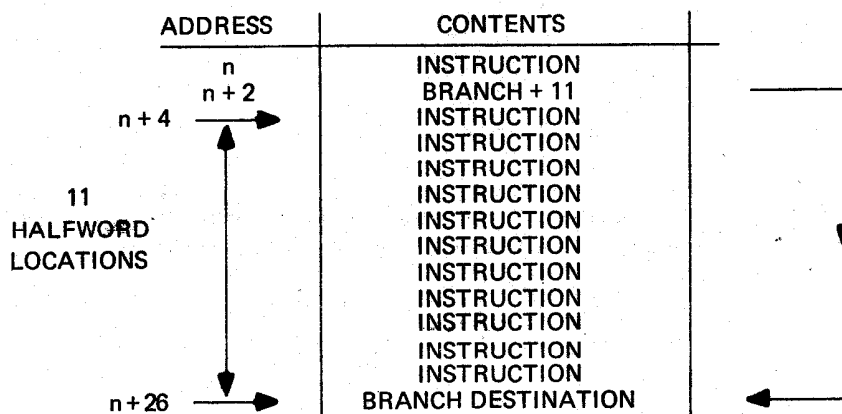 ADDRESS CONTENTS
n INSTRUCTION
n + 2 BRANCH + 11
n + 4 INSTRUCTION
INSTRUCTION
INSTRUCTION
11 INSTRUCTION
HALFWORD INSTRUCTION
LOCATIONS INSTRUCTION
INSTRUCTION
INSTRUCTION
INSTRUCTION
INSTRUCTION
INSTRUCTION
n + 26 BRANCH DESTINATION